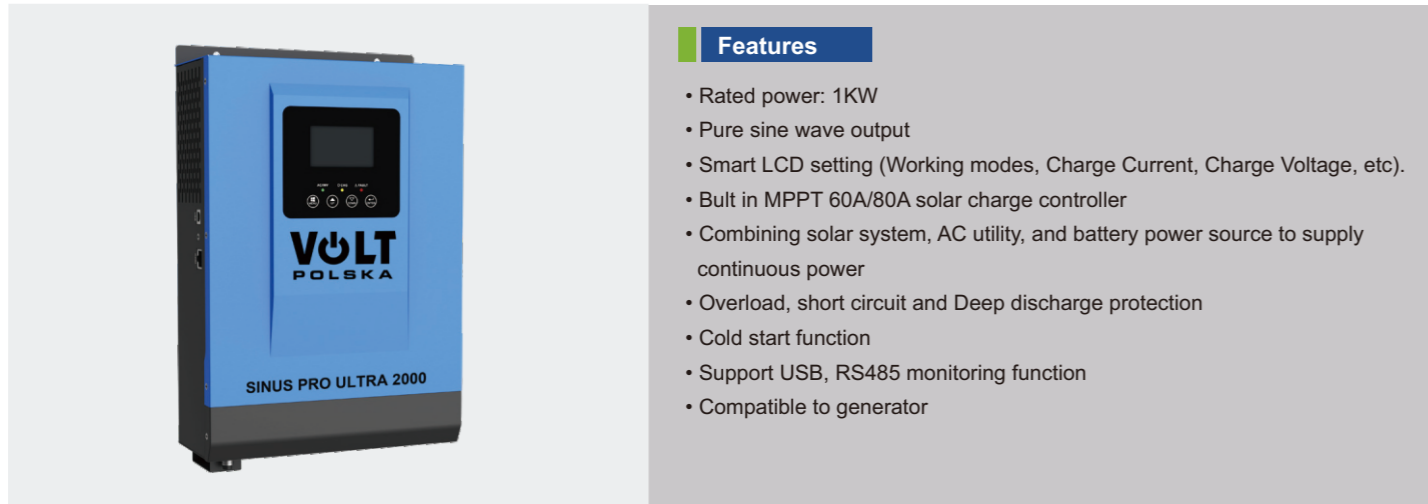 VOLT
POLSKA
SINUS PRO ULTRA 2000
Features
• Rated power: 1KW
• Pure sine wave output
• Smart LCD setting (Working modes, Charge Current, Charge Voltage, etc).
• Bult in MPPT 60A/80A solar charge controller
• Combining solar system, AC utility, and battery power source to supply
continuous power
• Overload, short circuit and Deep discharge protection
• Cold start function
• Support USB, RS485 monitoring function
• Compatible to generator